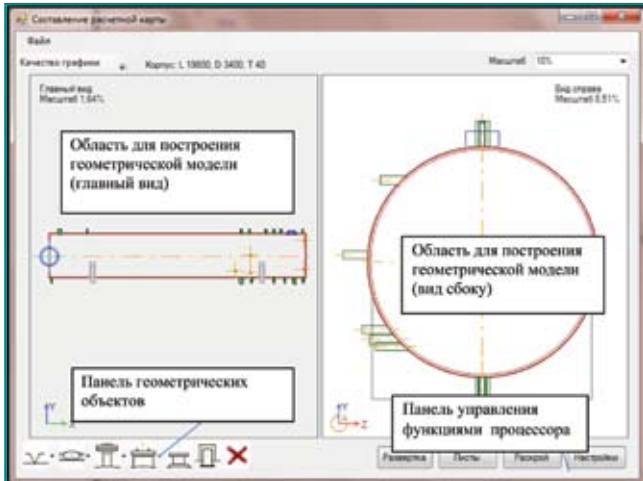 Составление расчетной карты
Файл
Качество графики
Корпус: L 19800, D 3400, T 40
Масштаб 10%
Главный вид
Масштаб 1,64%
Вид справа
Масштаб 8,51%
Область для построения
геометрической модели
(главный вид)
Область для построения
геометрической модели
(вид сбоку)
Панель геометрических
объектов
Панель управления
функциями процессора
Y
Y
Z
Развертка
Листы
Раскрой
Настройки